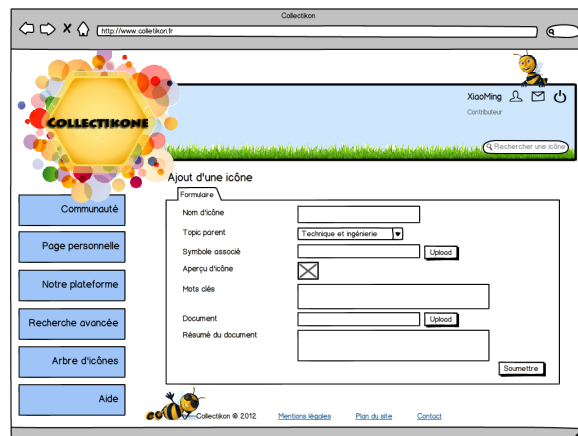 Collectikon
http://www.colletikon.fr
XiaoMing
Contributeur
Rechercher une icône
COLLECTIKONE
Ajout d'une icône
Formulaire
Nom d'icône
Topic parent
Technique et ingénierie
Symbole associé
Upload
Aperçu d'icône
Mots clés
Document
Upload
Résumé du document
Soumettre
Communauté
Page personnelle
Notre plateforme
Recherche avancée
Arbre d'icônes
Aide
Collectikon © 2012
Mentions légales
Plan du site
Contact